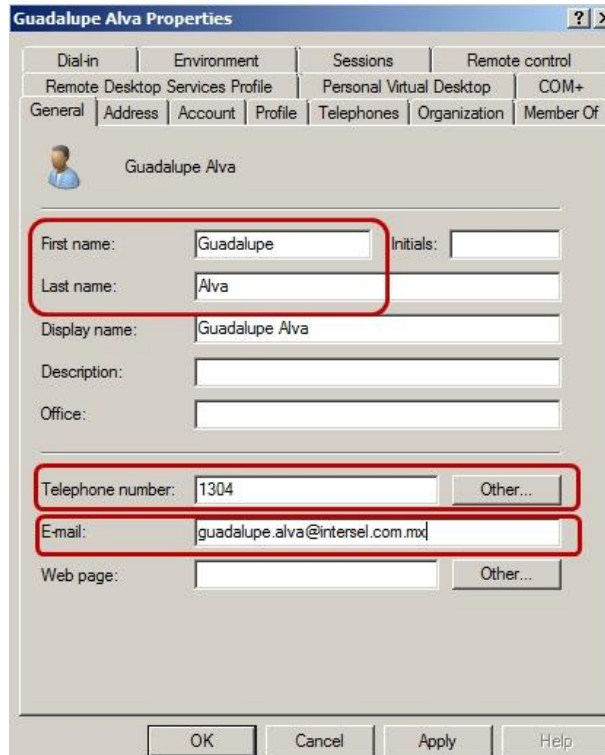 Guadalupe Alva Properties
Dial-in Environment Sessions Remote control
Remote Desktop Services Profile Personal Virtual Desktop COM+
General Address Account Profile Telephones Organization Member Of
Guadalupe Alva
First name: Guadalupe Initials:
Last name: Alva
Display name: Guadalupe Alva
Description:
Office:
Telephone number: 1304 Other...
E-mail: guadalupe.alva@intersel.com.mx
Web page: Other...
OK Cancel Apply Help